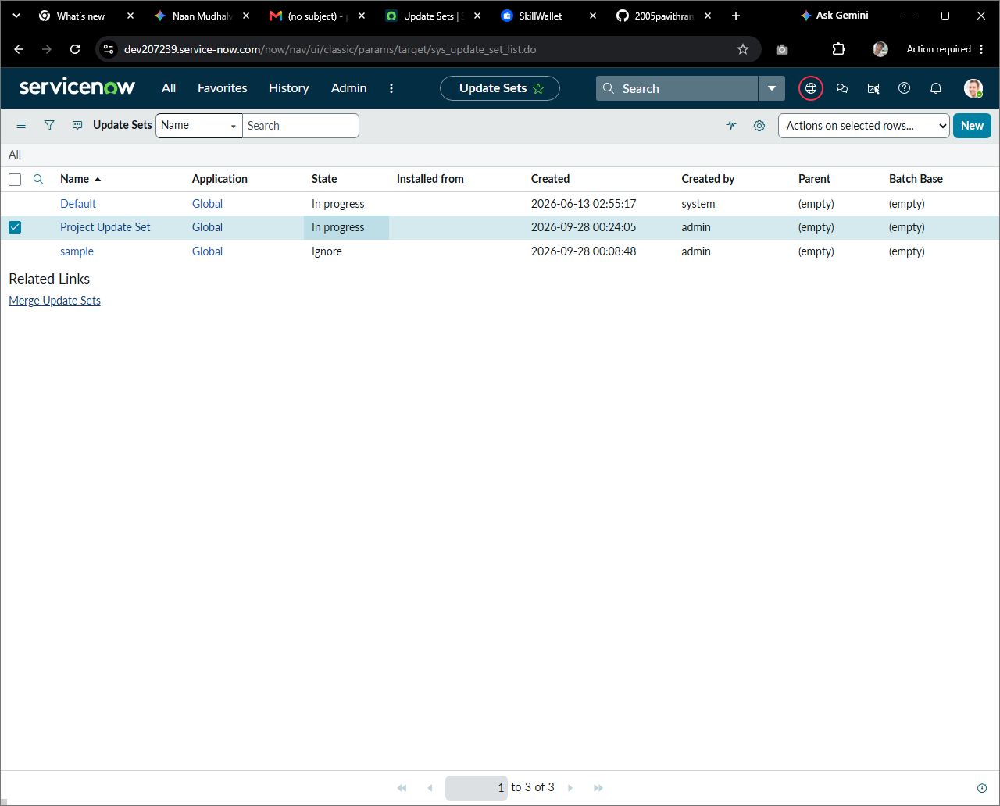 What's new
Naan Mudhalv
(no subject) -
Update Sets | S
SkillWallet
2005pavithran
Ask Gemini
dev207239.service-now.com/now/nav/ui/classic/params/target/sys_update_set_list.do
Action required
servicenow
All Favorites History Admin
Update Sets
Search
Update Sets Name Search
Actions on selected rows... New
All
Name Application State Installed from Created Created by Parent Batch Base
Default Global In progress 2026-06-13 02:55:17 system (empty) (empty)
Project Update Set Global In progress 2026-09-28 00:24:05 admin (empty) (empty)
sample Global Ignore 2026-09-28 00:08:48 admin (empty) (empty)
Related Links
Merge Update Sets
1 to 3 of 3